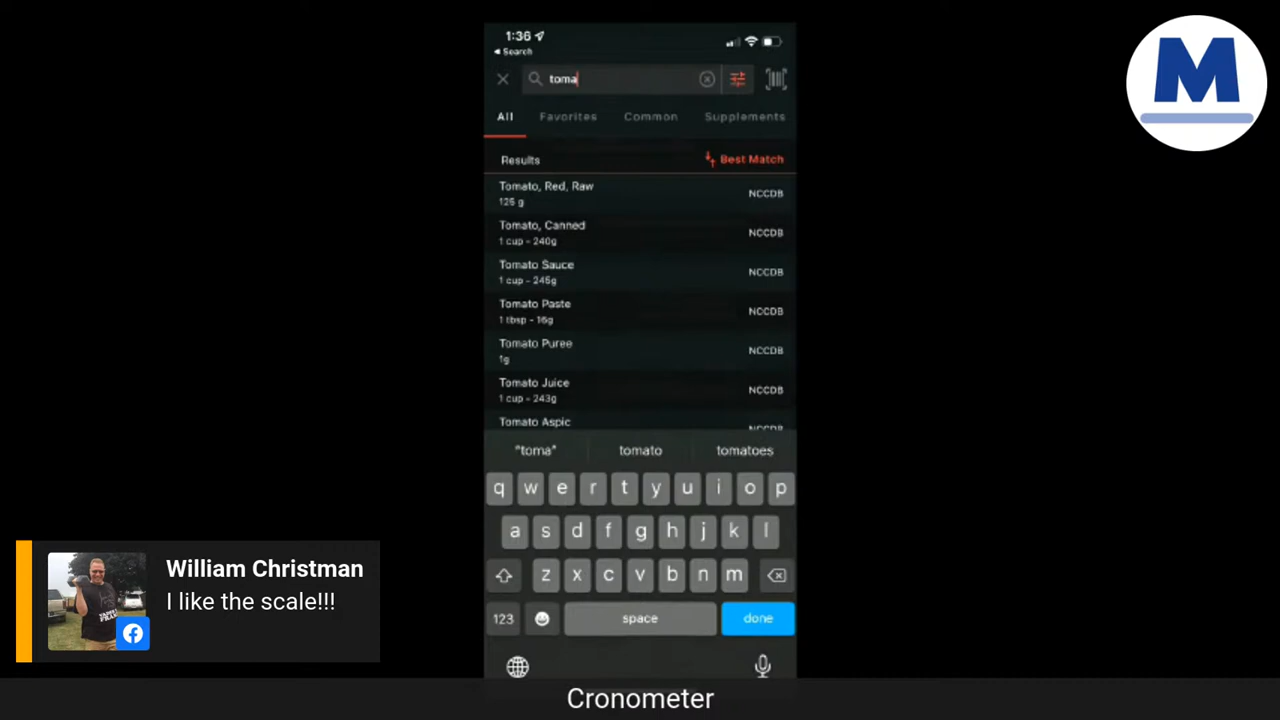 1:36
Search
toma
All Favorites Common Supplements
Results Best Match
Tomato, Red, Raw
125 g
NCCDB
Tomato, Canned
1 cup - 240g
NCCDB
Tomato Sauce
1 cup - 245g
NCCDB
Tomato Paste
1 tbsp - 16g
NCCDB
Tomato Puree
1g
NCCDB
Tomato Juice
1 cup - 243g
NCCDB
Tomato Aspic
NCCDB
"toma" tomato tomatoes
q w e r t y u i o p
a s d f g h j k l
z x c v b n m
123 space done
M
William Christman
I like the scale!!!
Cronometer